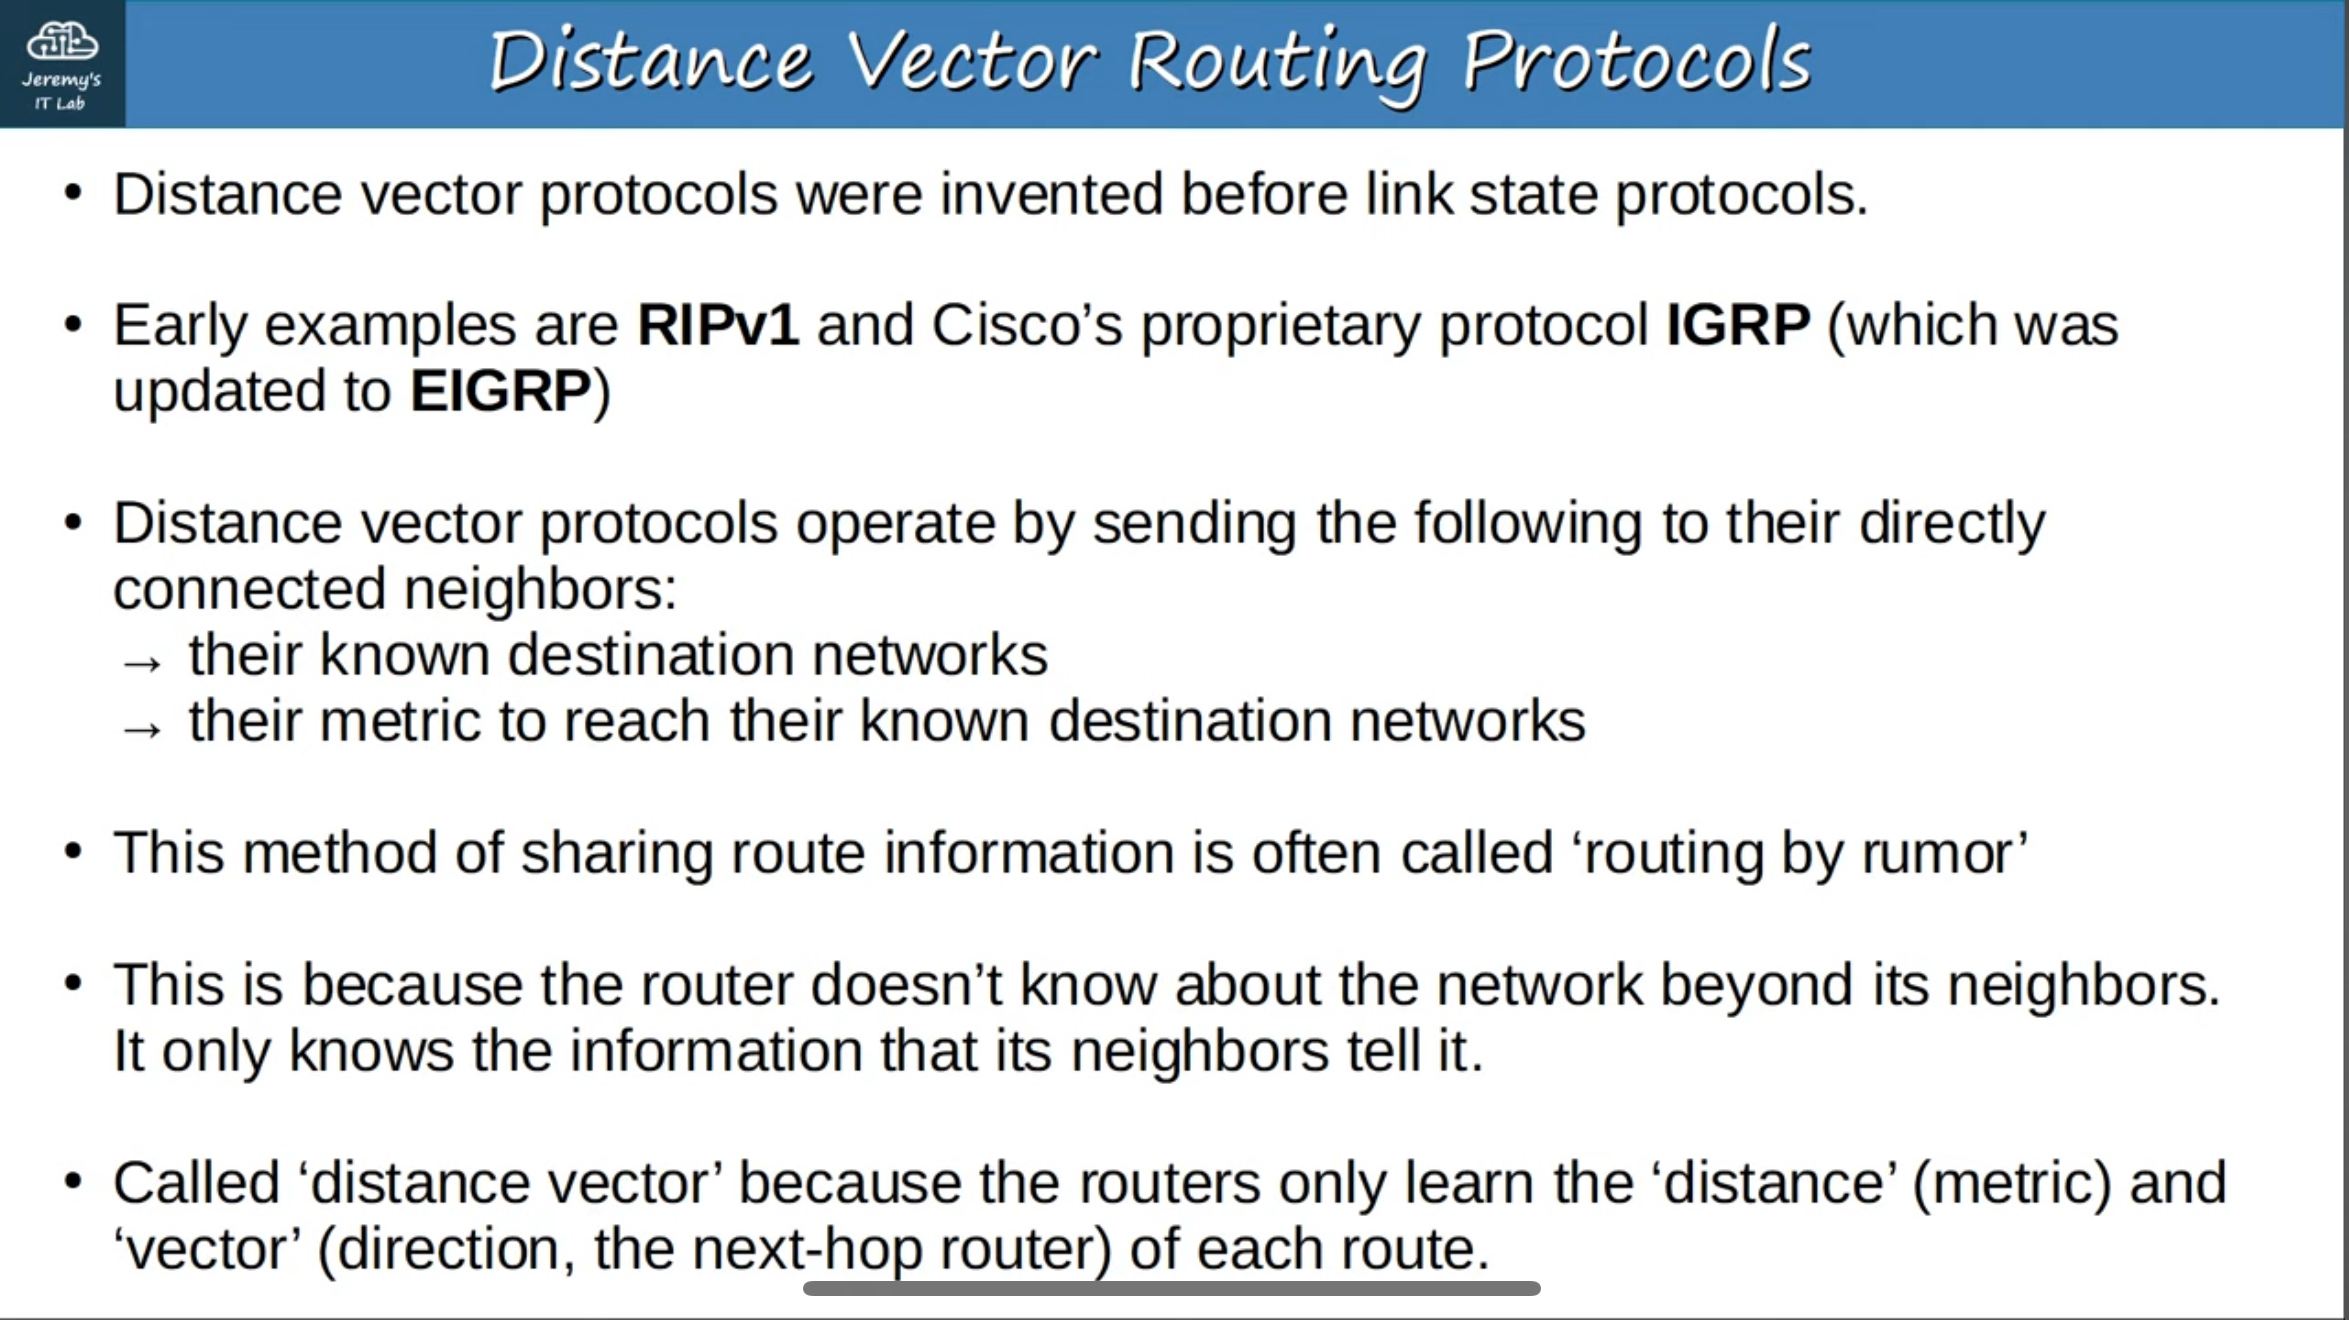 Jeremy's
IT Lab
Distance Vector Routing Protocols
• Distance vector protocols were invented before link state protocols.
• Early examples are RIPv1 and Cisco’s proprietary protocol IGRP (which was
updated to EIGRP)
• Distance vector protocols operate by sending the following to their directly
connected neighbors:
→ their known destination networks
→ their metric to reach their known destination networks
• This method of sharing route information is often called ‘routing by rumor’
• This is because the router doesn’t know about the network beyond its neighbors.
It only knows the information that its neighbors tell it.
• Called ‘distance vector’ because the routers only learn the ‘distance’ (metric) and
‘vector’ (direction, the next-hop router) of each route.